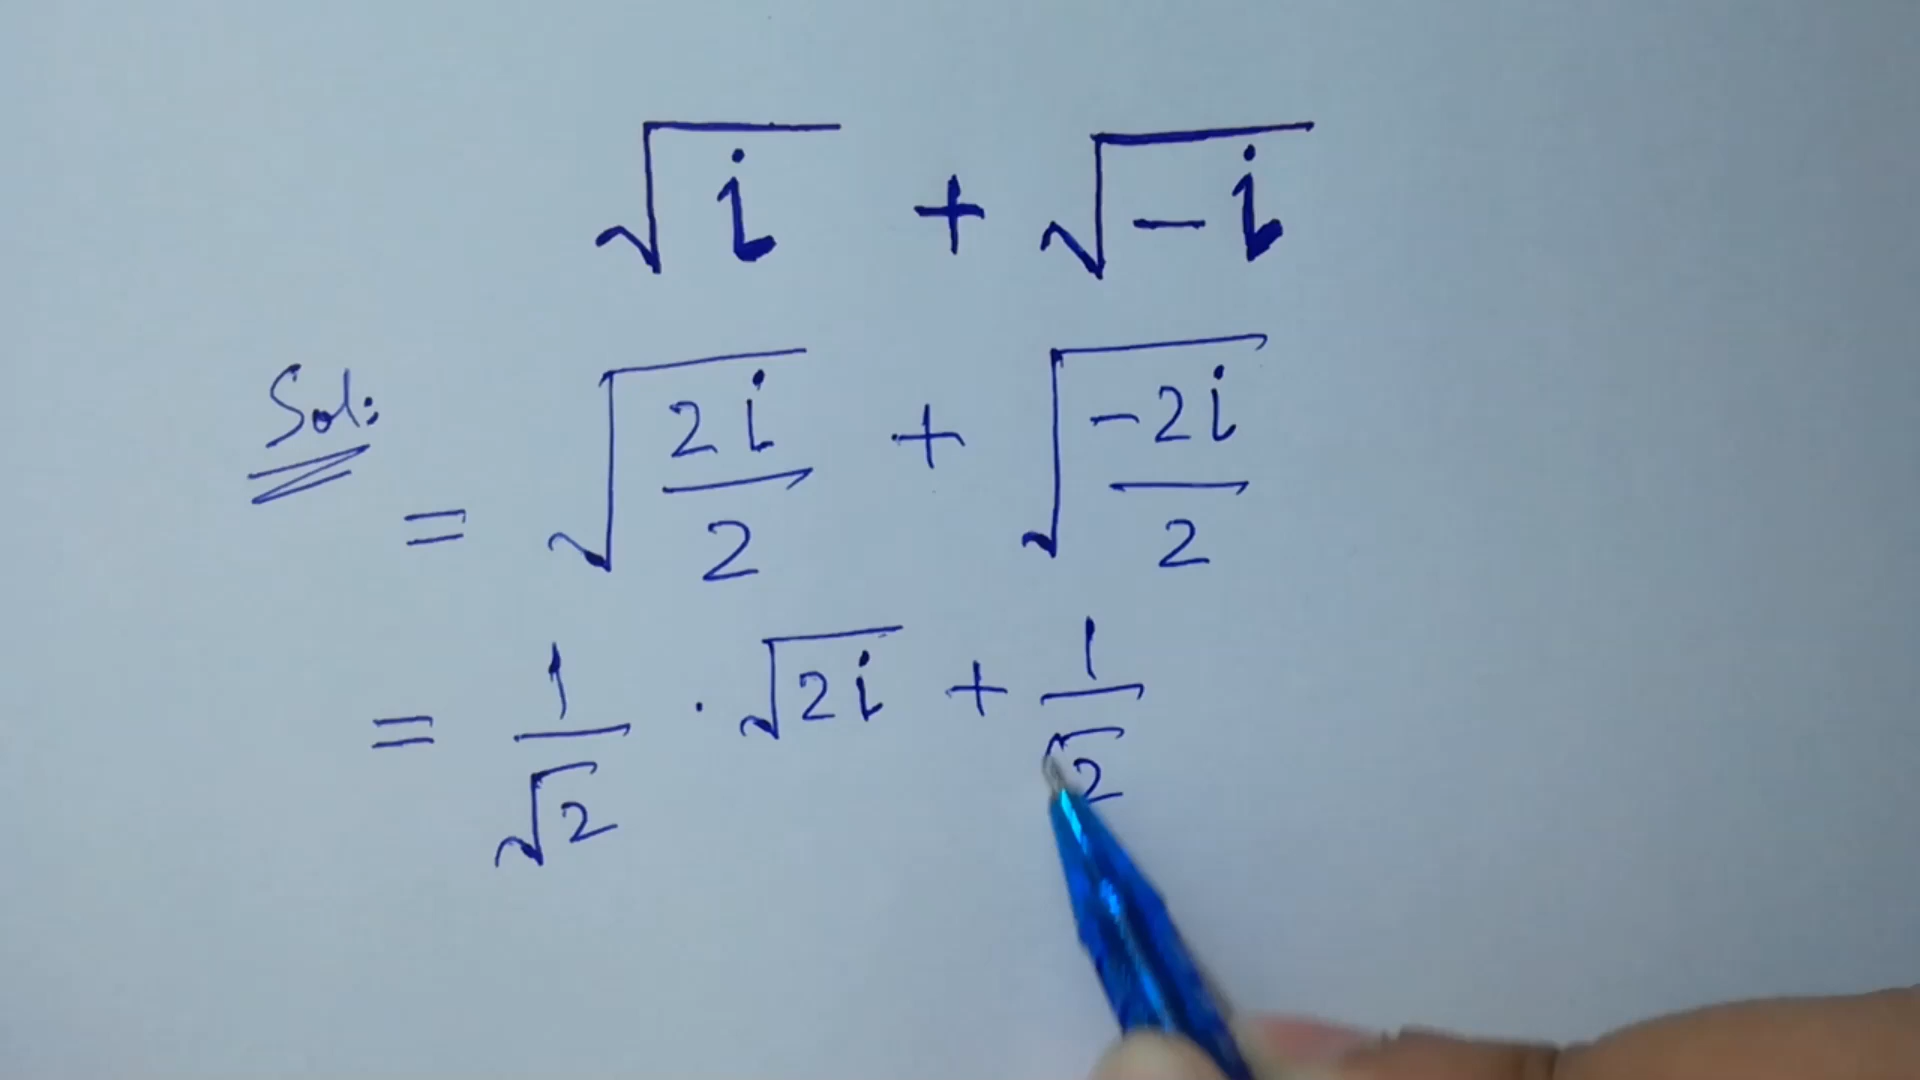 √i + √-i
Sol:
= √(2i/2) + √(-2i/2)
= 1/√2 · √2i + 1/√2